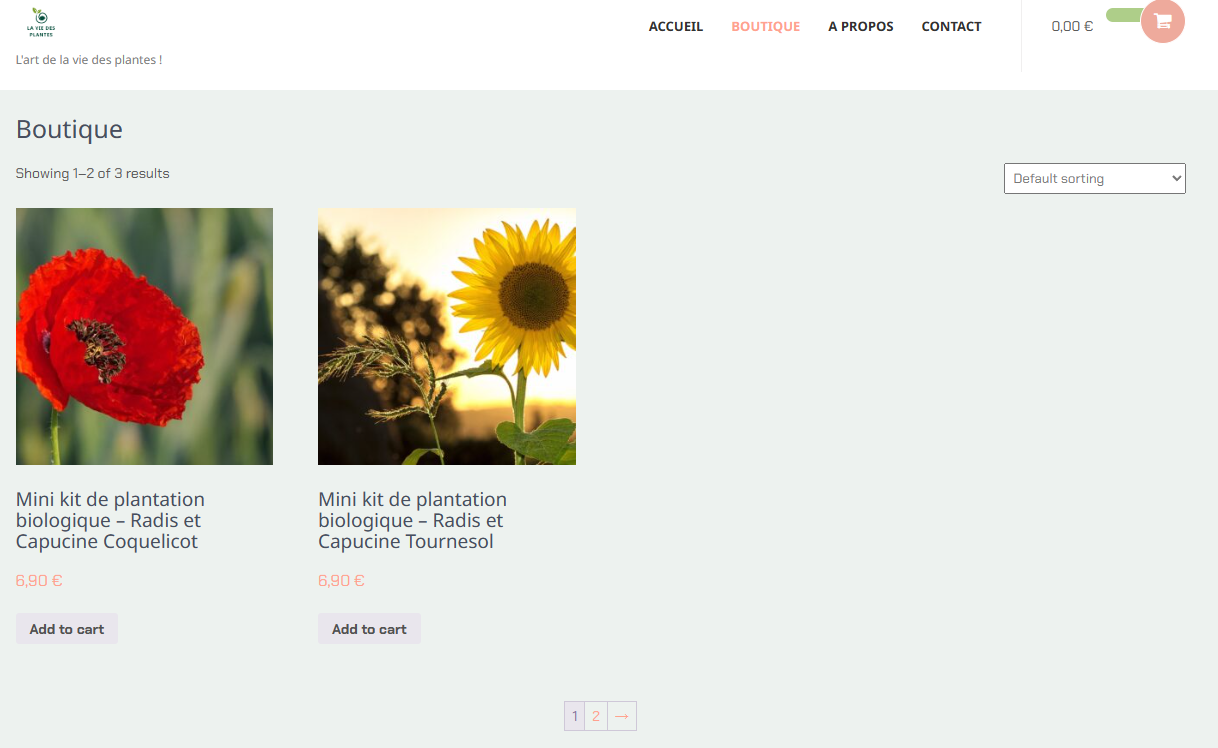 LA VIE DES
PLANTES
L'art de la vie des plantes !
ACCUEIL BOUTIQUE A PROPOS CONTACT 0,00 €
Boutique
Showing 1–2 of 3 results
Default sorting
Mini kit de plantation
biologique – Radis et
Capucine Coquelicot
6,90 €
Add to cart
Mini kit de plantation
biologique – Radis et
Capucine Tournesol
6,90 €
Add to cart
1 2 →